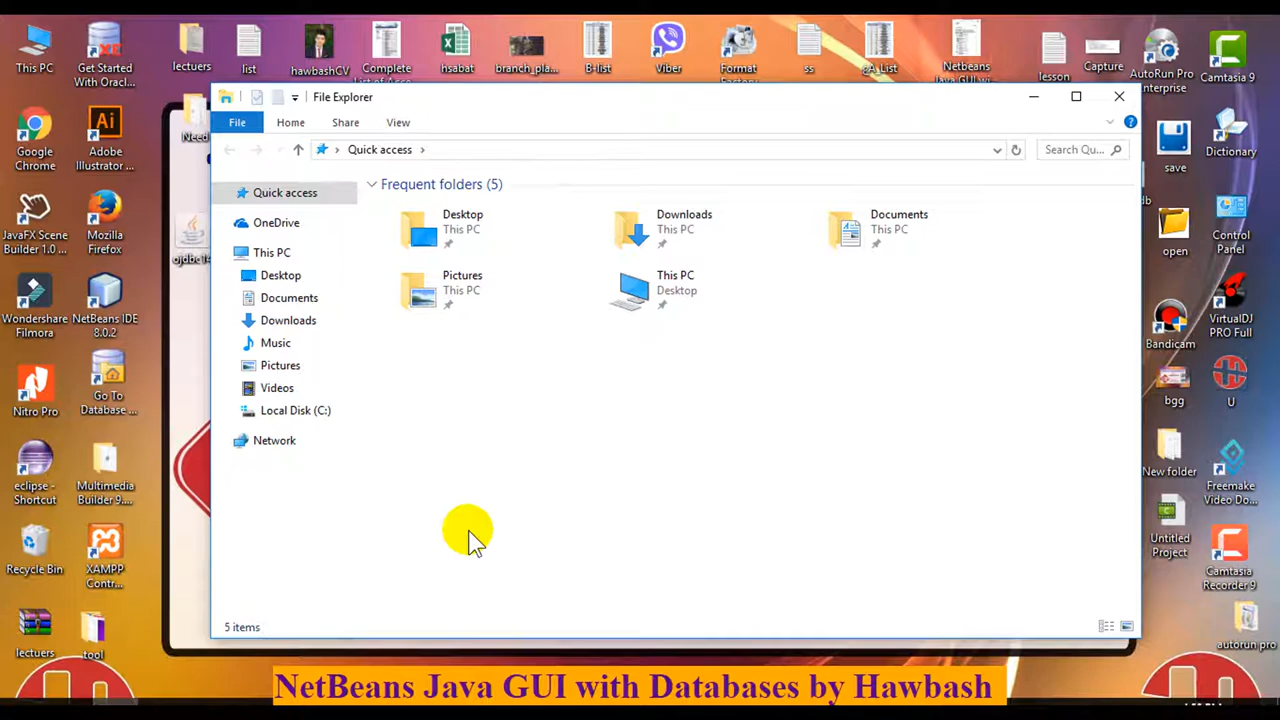 This PC
Get Started
With Oracl...
lectuers
list
hawbashCV
Complete
hsabat
branch_pla...
B-list
Viber
Format
Factory
ss
Netbeans
lesson
Capture
AutoRun Pro
Enterprise
Camtasia 9
File Explorer
File
Home
Share
View
Quick access
Search Qu...
Need
Google
Chrome
Adobe
Illustrator ...
save
Dictionary
Quick access
OneDrive
This PC
Desktop
Documents
Downloads
Music
Pictures
Videos
Local Disk (C:)
Network
Frequent folders (5)
Desktop
This PC
Downloads
This PC
Documents
This PC
Pictures
This PC
This PC
Desktop
JavaFX Scene
Builder 1.0 ...
Mozilla
Firefox
open
Control
Panel
Wondershare
Filmora
NetBeans IDE
8.0.2
Bandicam
VirtualDJ
PRO Full
Nitro Pro
Go To
Database ...
bgg
U
eclipse -
Shortcut
Multimedia
Builder 9....
New folder
Freemake
Video Do...
Recycle Bin
XAMPP
Contr...
Untitled
Project
Camtasia
Recorder 9
lectuers
tool
autorun pro
5 items
NetBeans Java GUI with Databases by Hawbash